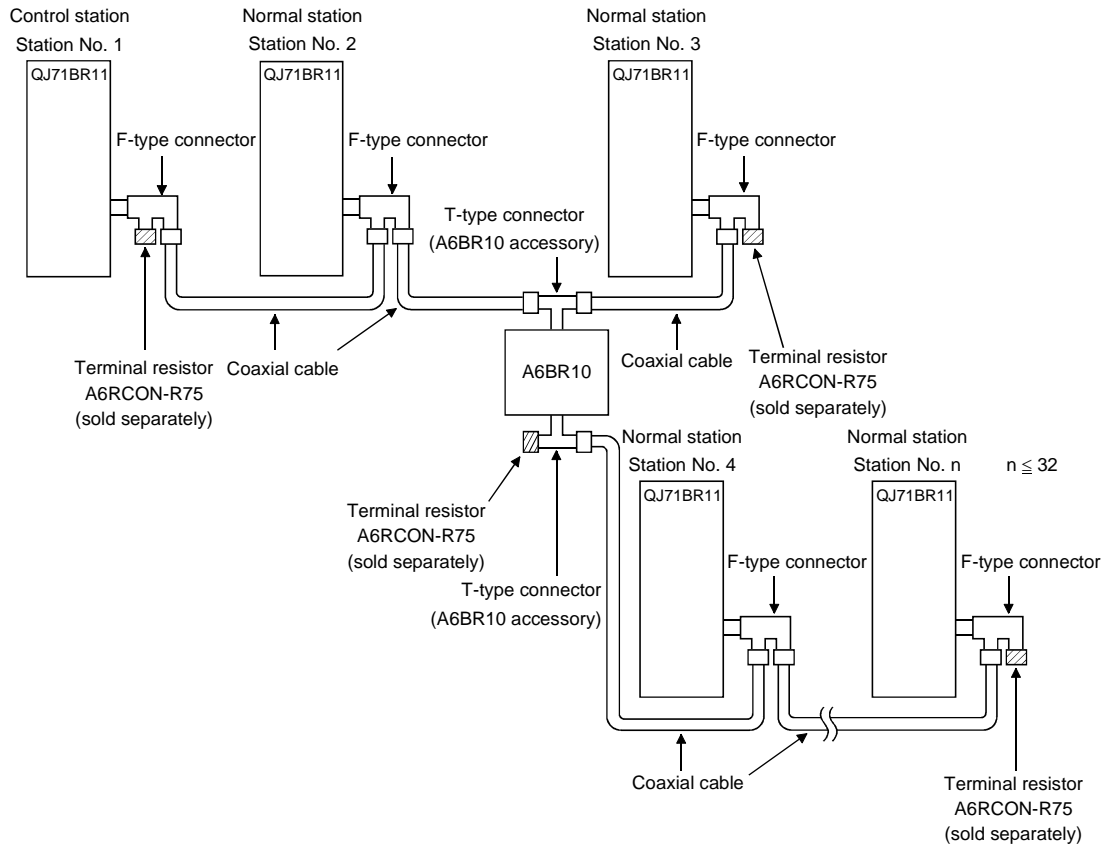 Control station
Station No. 1
Normal station
Station No. 2
Normal station
Station No. 3
QJ71BR11
QJ71BR11
QJ71BR11
F-type connector
F-type connector
F-type connector
T-type connector
(A6BR10 accessory)
Terminal resistor
A6RCON-R75
(sold separately)
Coaxial cable
A6BR10
Coaxial cable
Terminal resistor
A6RCON-R75
(sold separately)
Normal station
Station No. 4
Normal station
Station No. n
n ≦ 32
QJ71BR11
QJ71BR11
Terminal resistor
A6RCON-R75
(sold separately)
T-type connector
(A6BR10 accessory)
F-type connector
F-type connector
Coaxial cable
Terminal resistor
A6RCON-R75
(sold separately)